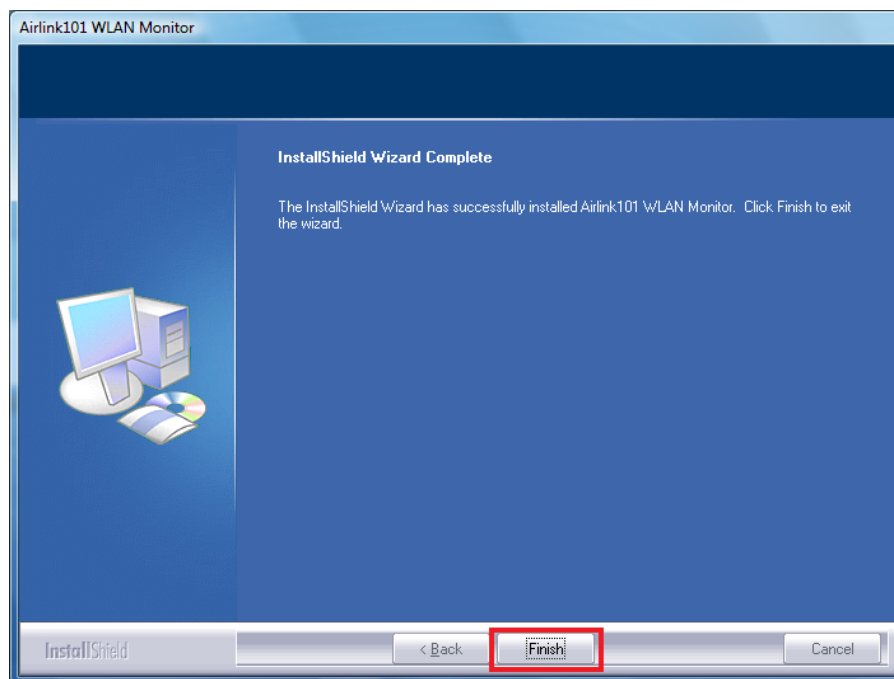 Airlink101 WLAN Monitor
InstallShield Wizard Complete
The InstallShield Wizard has successfully installed Airlink101 WLAN Monitor. Click Finish to exit
the wizard.
InstallShield
< Back
Finish
Cancel